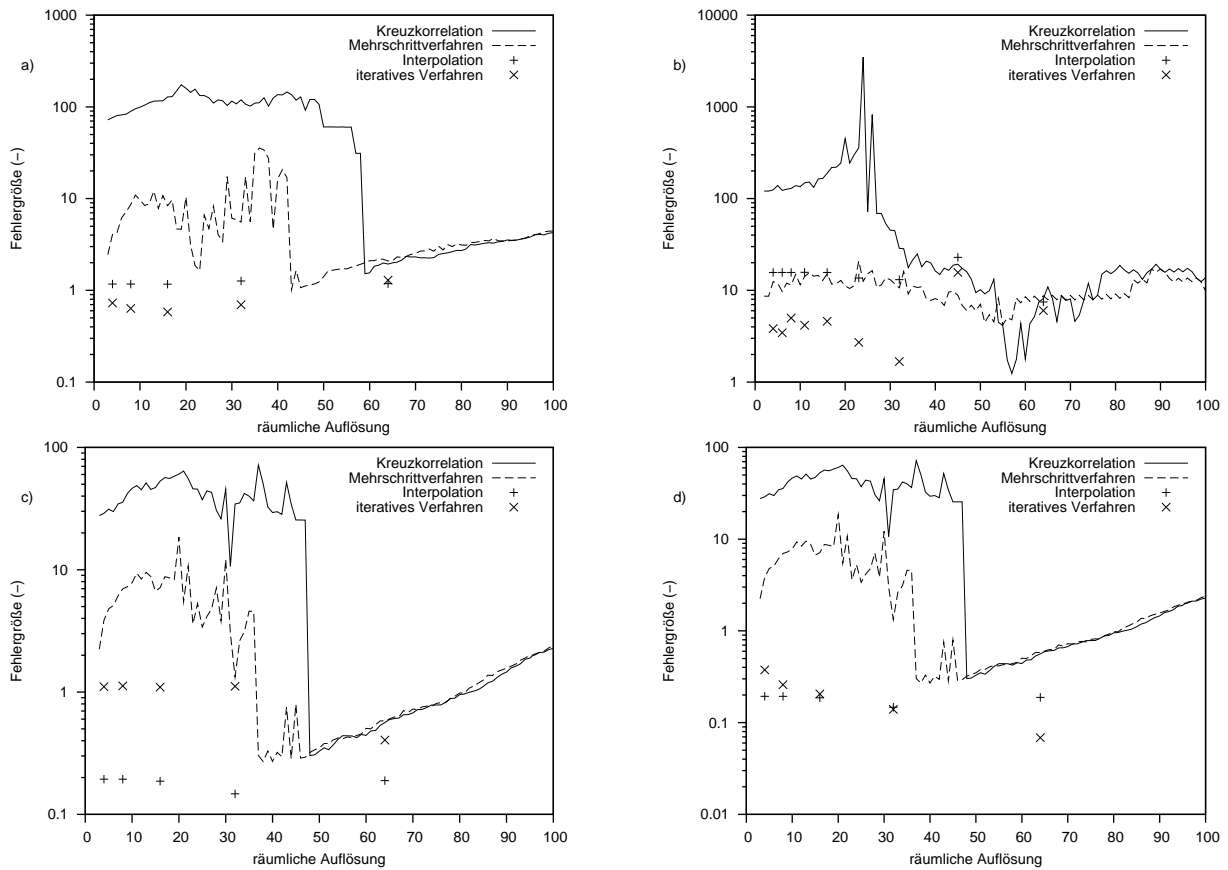 a)
1000
100
10
1
0.1
Fehlergröße (−)
Kreuzkorrelation
Mehrschrittverfahren
Interpolation
iteratives Verfahren
0 10 20 30 40 50 60 70 80 90 100
räumliche Auflösung
b)
10000
1000
100
10
1
Fehlergröße (−)
Kreuzkorrelation
Mehrschrittverfahren
Interpolation
iteratives Verfahren
0 10 20 30 40 50 60 70 80 90 100
räumliche Auflösung
c)
100
10
1
0.1
Fehlergröße (−)
Kreuzkorrelation
Mehrschrittverfahren
Interpolation
iteratives Verfahren
0 10 20 30 40 50 60 70 80 90 100
räumliche Auflösung
d)
100
10
1
0.1
0.01
Fehlergröße (−)
Kreuzkorrelation
Mehrschrittverfahren
Interpolation
iteratives Verfahren
0 10 20 30 40 50 60 70 80 90 100
räumliche Auflösung